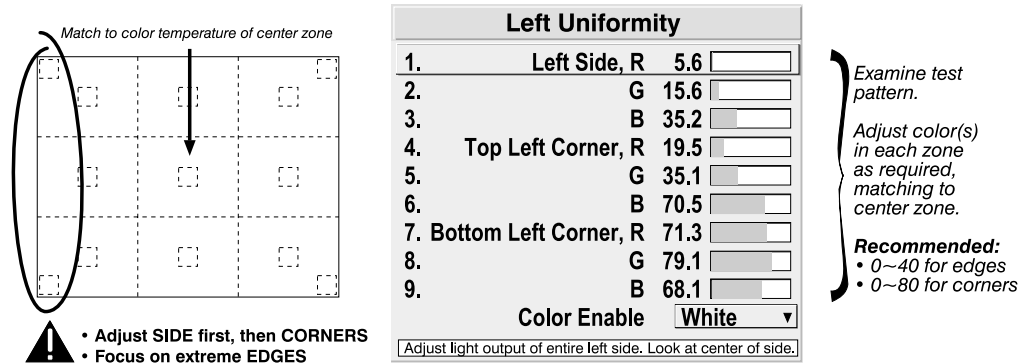 Match to color temperature of center zone
• Adjust SIDE first, then CORNERS
• Focus on extreme EDGES
Left Uniformity
1. Left Side, R 5.6
2. G 15.6
3. B 35.2
4. Top Left Corner, R 19.5
5. G 35.1
6. B 70.5
7. Bottom Left Corner, R 71.3
8. G 79.1
9. B 68.1
Color Enable White ▼
Adjust light output of entire left side. Look at center of side.
Examine test
pattern.
Adjust color(s)
in each zone
as required,
matching to
center zone.
Recommended:
• 0~40 for edges
• 0~80 for corners